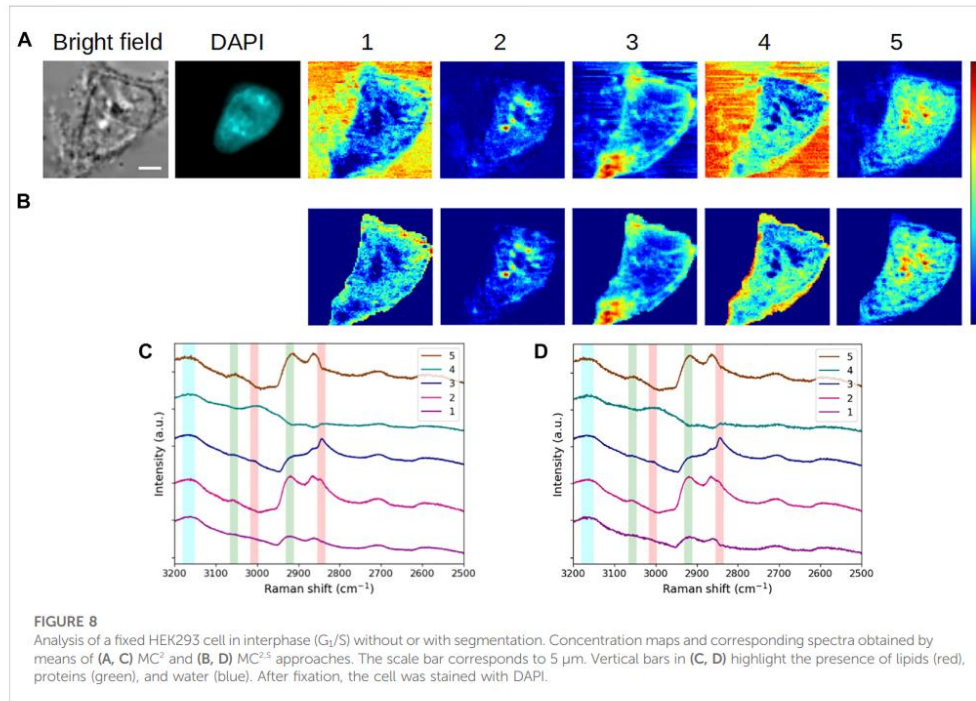 A Bright field DAPI 1 2 3 4 5
B
C D
5 5
4 4
3 3
2 2
1 1
Intensity (a.u.) Intensity (a.u.)
3200 3100 3000 2900 2800 2700 2600 2500 3200 3100 3000 2900 2800 2700 2600 2500
Raman shift (cm⁻¹) Raman shift (cm⁻¹)
FIGURE 8
Analysis of a fixed HEK293 cell in interphase (G₁/S) without or with segmentation. Concentration maps and corresponding spectra obtained by
means of (A, C) MC² and (B, D) MC²·⁵ approaches. The scale bar corresponds to 5 µm. Vertical bars in (C, D) highlight the presence of lipids (red),
proteins (green), and water (blue). After fixation, the cell was stained with DAPI.